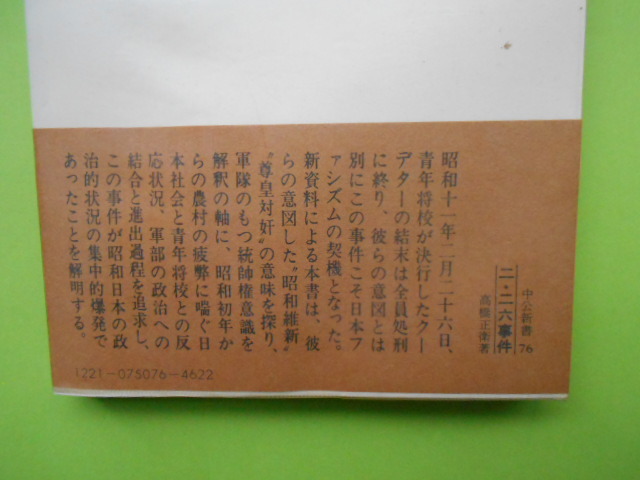 中公新書 76
二・二六事件
高橋正衛著
昭和十一年二月二十六日、
青年将校が決行したクー
デターの結末は全員処刑
に終り、彼らの意図とは
別にこの事件こそ日本フ
ァシズムの契機となった。
新資料による本書は、彼
らの意図した〝昭和維新〟
〝尊皇対奸〟の意味を探り、
軍隊のもつ統帥権意識を
解釈の軸に、昭和初年か
らの農村の疲弊に喘ぐ日
本社会と青年将校との反
応状況、軍部の政治への
結合と進出過程を追求し、
この事件が昭和日本の政
治的状況の集中的爆発で
あったことを解明する。
1221-075076-4622